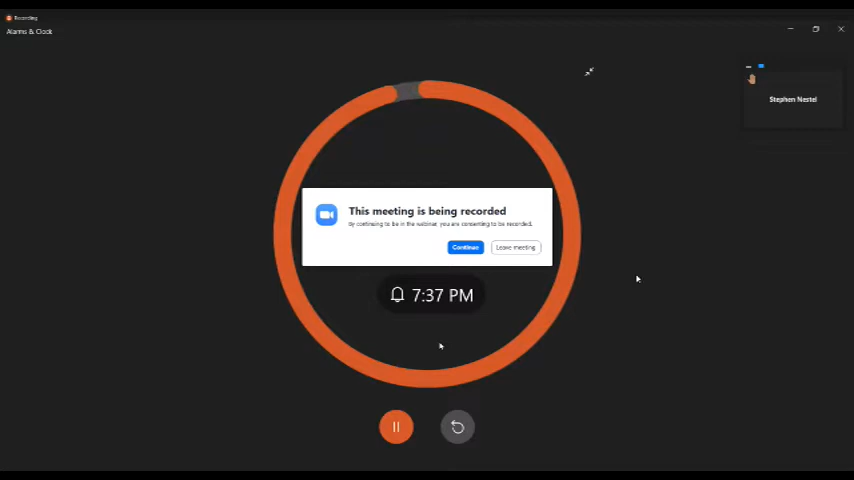 Recording
Alarms & Clock
Stephen Nestel
This meeting is being recorded
By continuing to be in the webinar, you are consenting to be recorded.
Continue
Leave meeting
7:37 PM